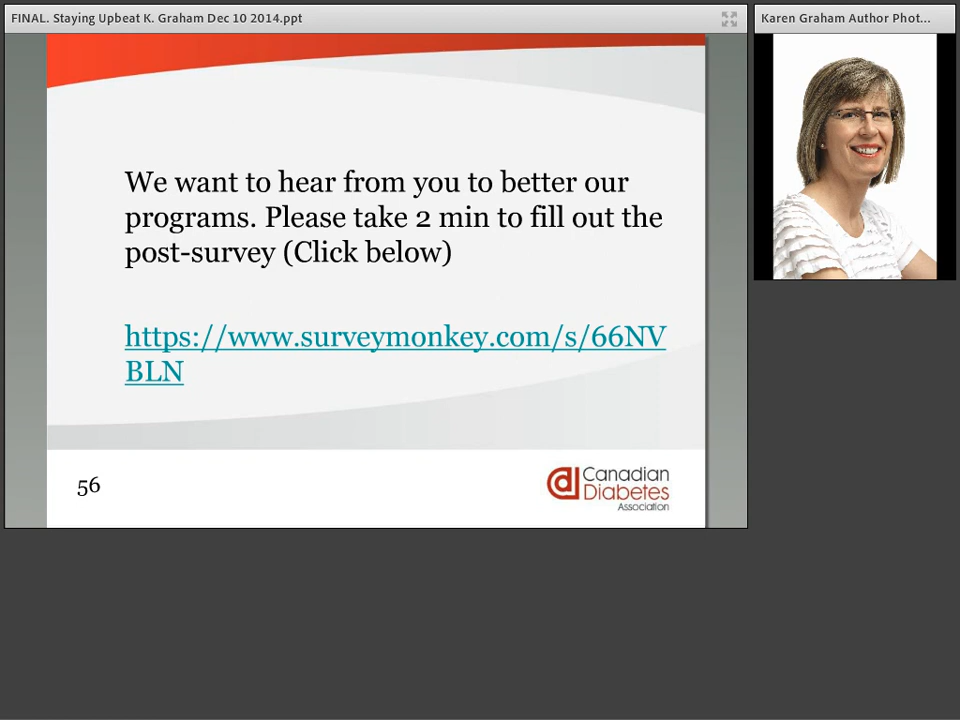 FINAL. Staying Upbeat K. Graham Dec 10 2014.ppt
Karen Graham Author Phot...
We want to hear from you to better our
programs. Please take 2 min to fill out the
post-survey (Click below)
https://www.surveymonkey.com/s/66NV
BLN
56
Canadian
Diabetes
Association